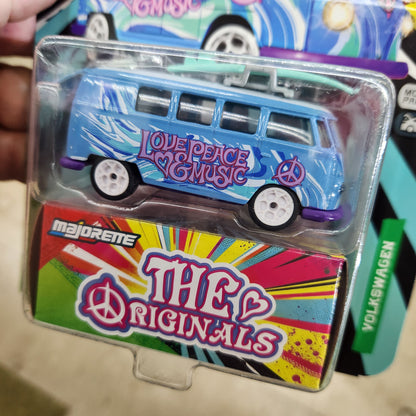 LOVE PEACE
& MUSIC
majorette
THE
ORIGINALS
VOLKSWAGEN